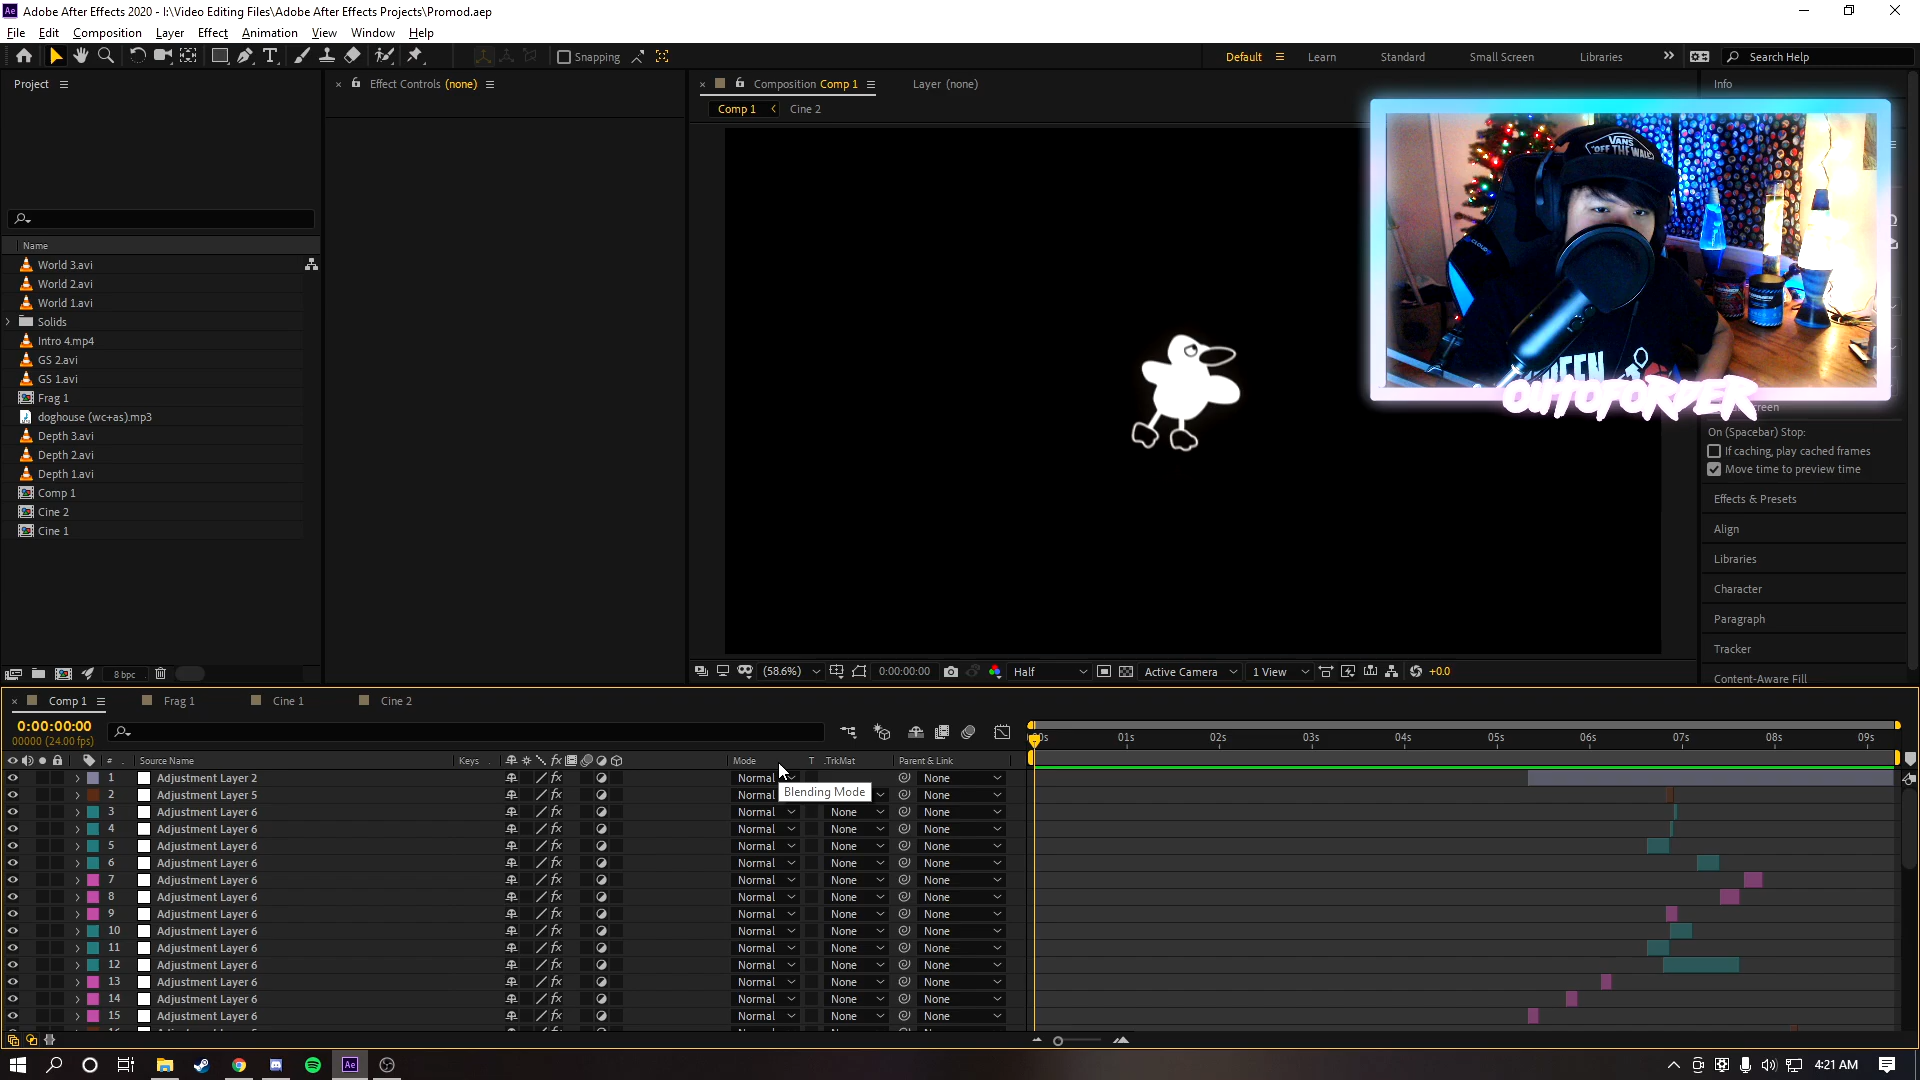 Adobe After Effects 2020 - I:\Video Editing Files\Adobe After Effects Projects\Promod.aep
File Edit Composition Layer Effect Animation View Window Help
Snapping Default Learn Standard Small Screen Libraries Search Help
Project Effect Controls (none) Composition Comp 1 Layer (none) Info
Comp 1 Cine 2
VANS
"OFF THE WALL"
OUTOFORDER
Name
World 3.avi
World 2.avi
World 1.avi
Solids
Intro 4.mp4
GS 2.avi
GS 1.avi
Frag 1
doghouse (wc+as).mp3
Depth 3.avi
Depth 2.avi
Depth 1.avi
Comp 1
Cine 2
Cine 1
On (Spacebar) Stop:
If caching, play cached frames
Move time to preview time
Effects & Presets
Align
Libraries
Character
Paragraph
Tracker
Content-Aware Fill
8 bpc
(58.6%) 0:00:00:00 Half Active Camera 1 View +0.0
Comp 1 Frag 1 Cine 1 Cine 2
0:00:00:00
00000 (24.00 fps)
01s 02s 03s 04s 05s 06s 07s 08s 09s
# Source Name Keys Mode T .TrkMat Parent & Link
1 Adjustment Layer 2 Normal None
Blending Mode
2 Adjustment Layer 5 Normal None
3 Adjustment Layer 6 Normal None None
4 Adjustment Layer 6 Normal None None
5 Adjustment Layer 6 Normal None None
6 Adjustment Layer 6 Normal None None
7 Adjustment Layer 6 Normal None None
8 Adjustment Layer 6 Normal None None
9 Adjustment Layer 6 Normal None None
10 Adjustment Layer 6 Normal None None
11 Adjustment Layer 6 Normal None None
12 Adjustment Layer 6 Normal None None
13 Adjustment Layer 6 Normal None None
14 Adjustment Layer 6 Normal None None
15 Adjustment Layer 6 Normal None None
4:21 AM